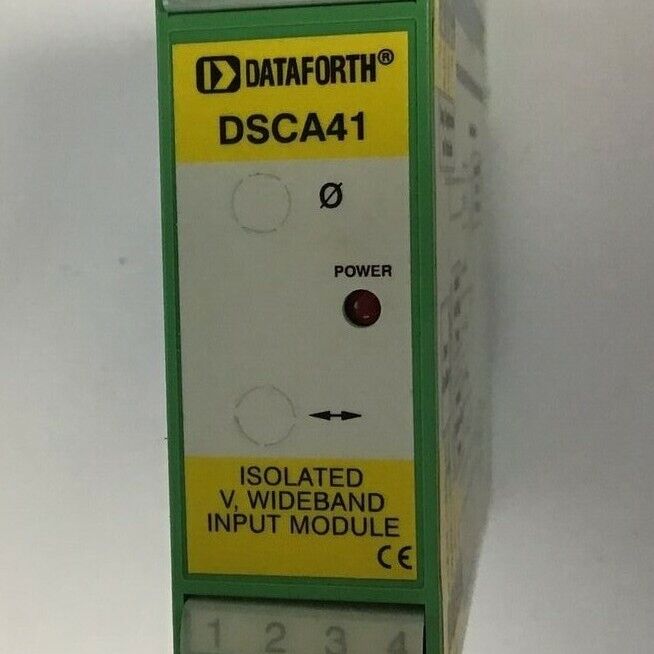 DATAFORTH®
DSCA41
Ø
POWER
ISOLATED
V, WIDEBAND
INPUT MODULE
CE
1 2 3 4